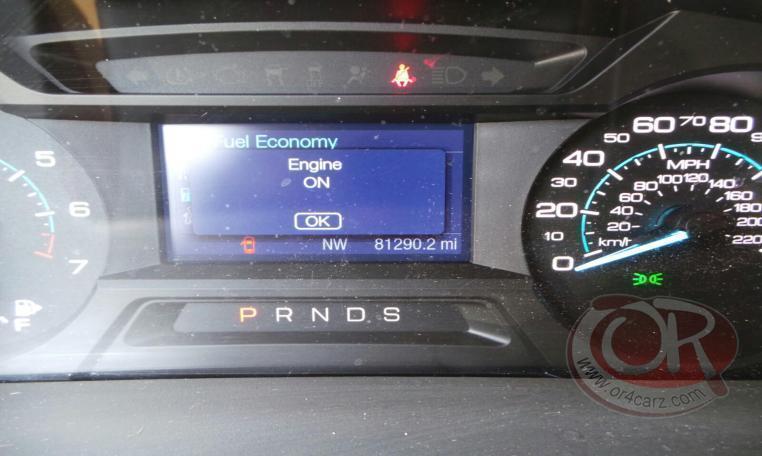 Fuel Economy
Engine
ON
OK
NW 81290.2 mi
P R N D S
5
6
7
F
0 10 20 30 40 50 60 70 80
MPH
20 40 60 80 100 120 140 160 180 200 220
km/h
OR
www.or4carz.com